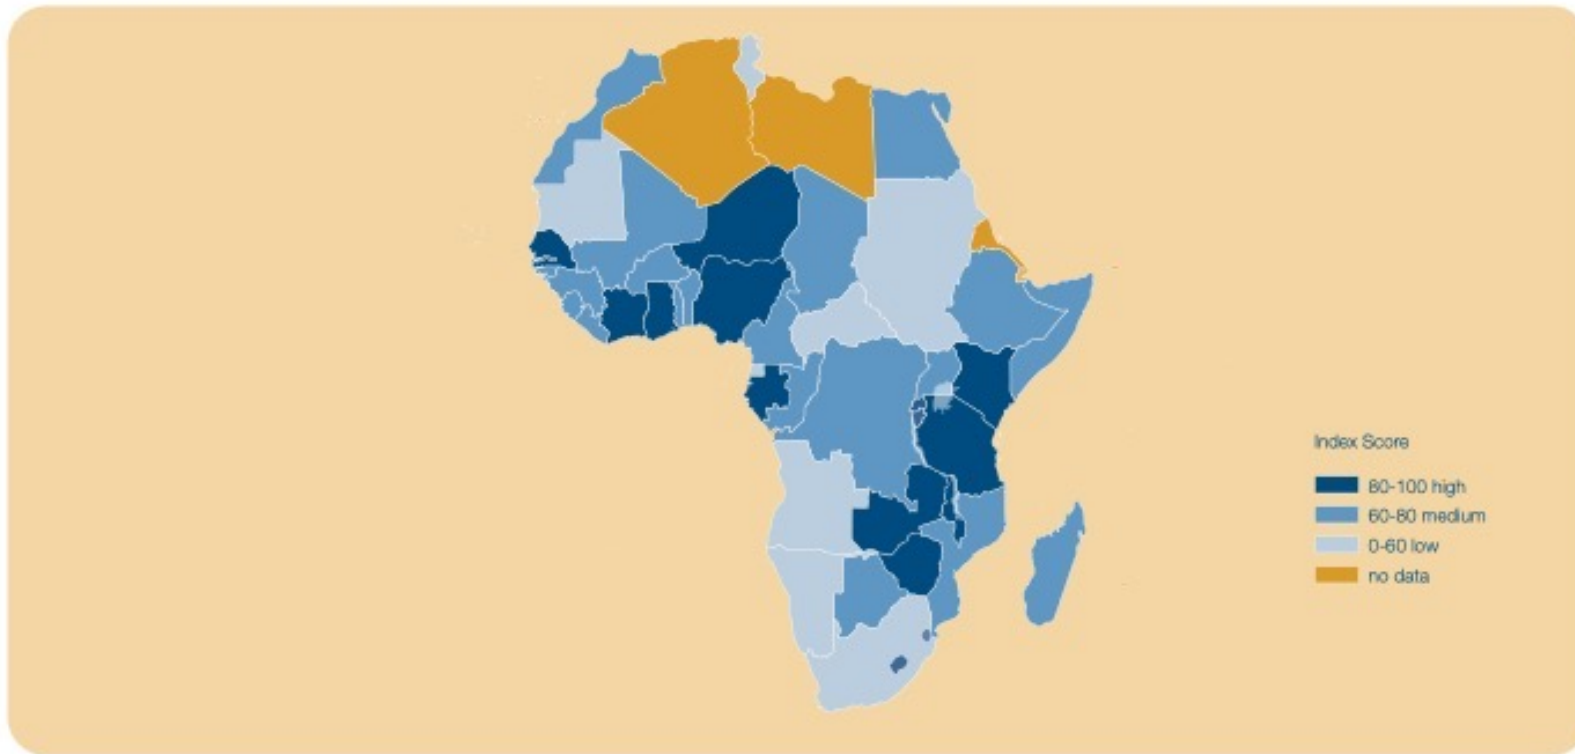 Index Score
80-100 high
60-80 medium
0-60 low
no data